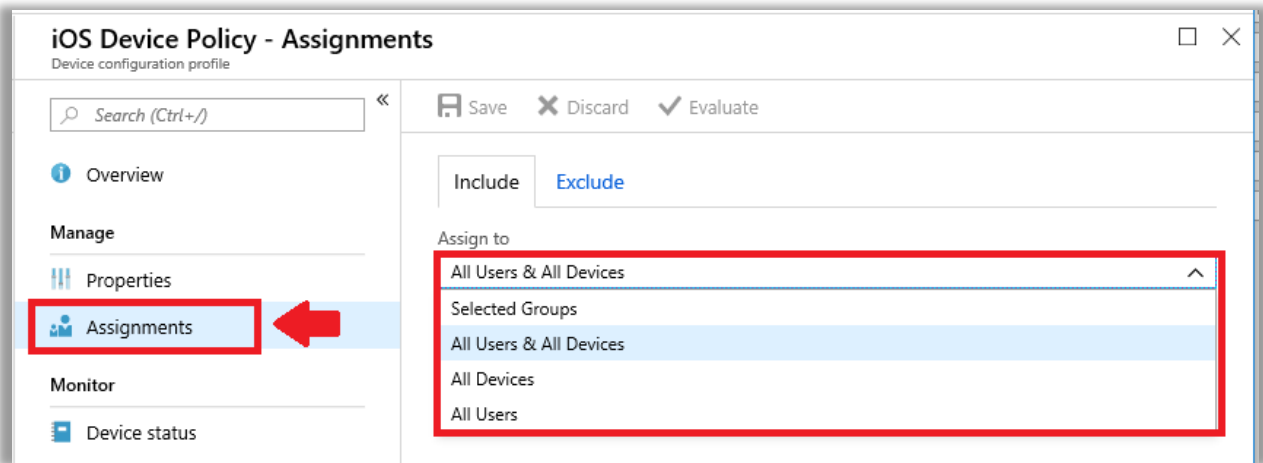 iOS Device Policy - Assignments
Device configuration profile
Search (Ctrl+/)
Overview
Manage
Properties
Assignments
Monitor
Device status
Save Discard Evaluate
Include Exclude
Assign to
All Users & All Devices
Selected Groups
All Users & All Devices
All Devices
All Users